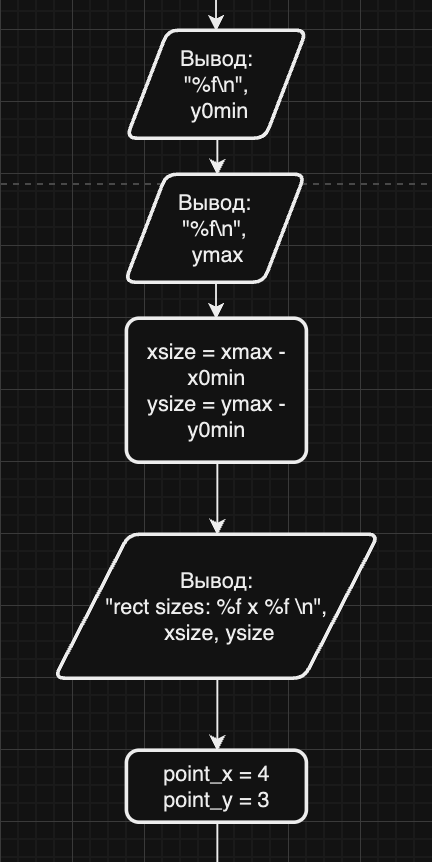 Вывод:
"%f\n",
y0min
Вывод:
"%f\n",
ymax
xsize = xmax -
x0min
ysize = ymax -
y0min
Вывод:
"rect sizes: %f x %f \n",
xsize, ysize
point_x = 4
point_y = 3